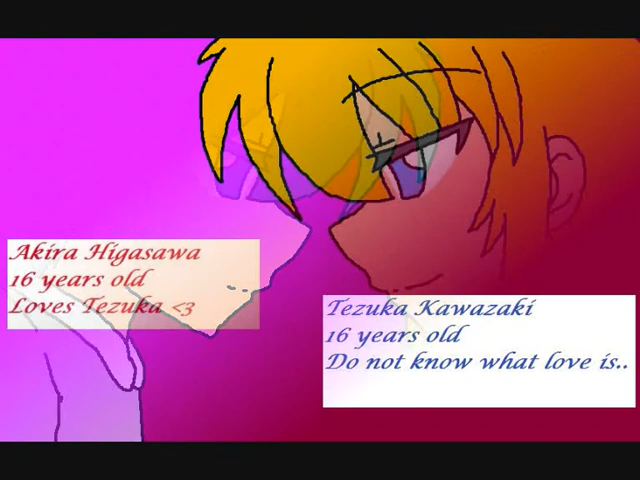 Akira Higasawa
16 years old
Loves Tezuka <3
Tezuka Kawazaki
16 years old
Do not know what love is..